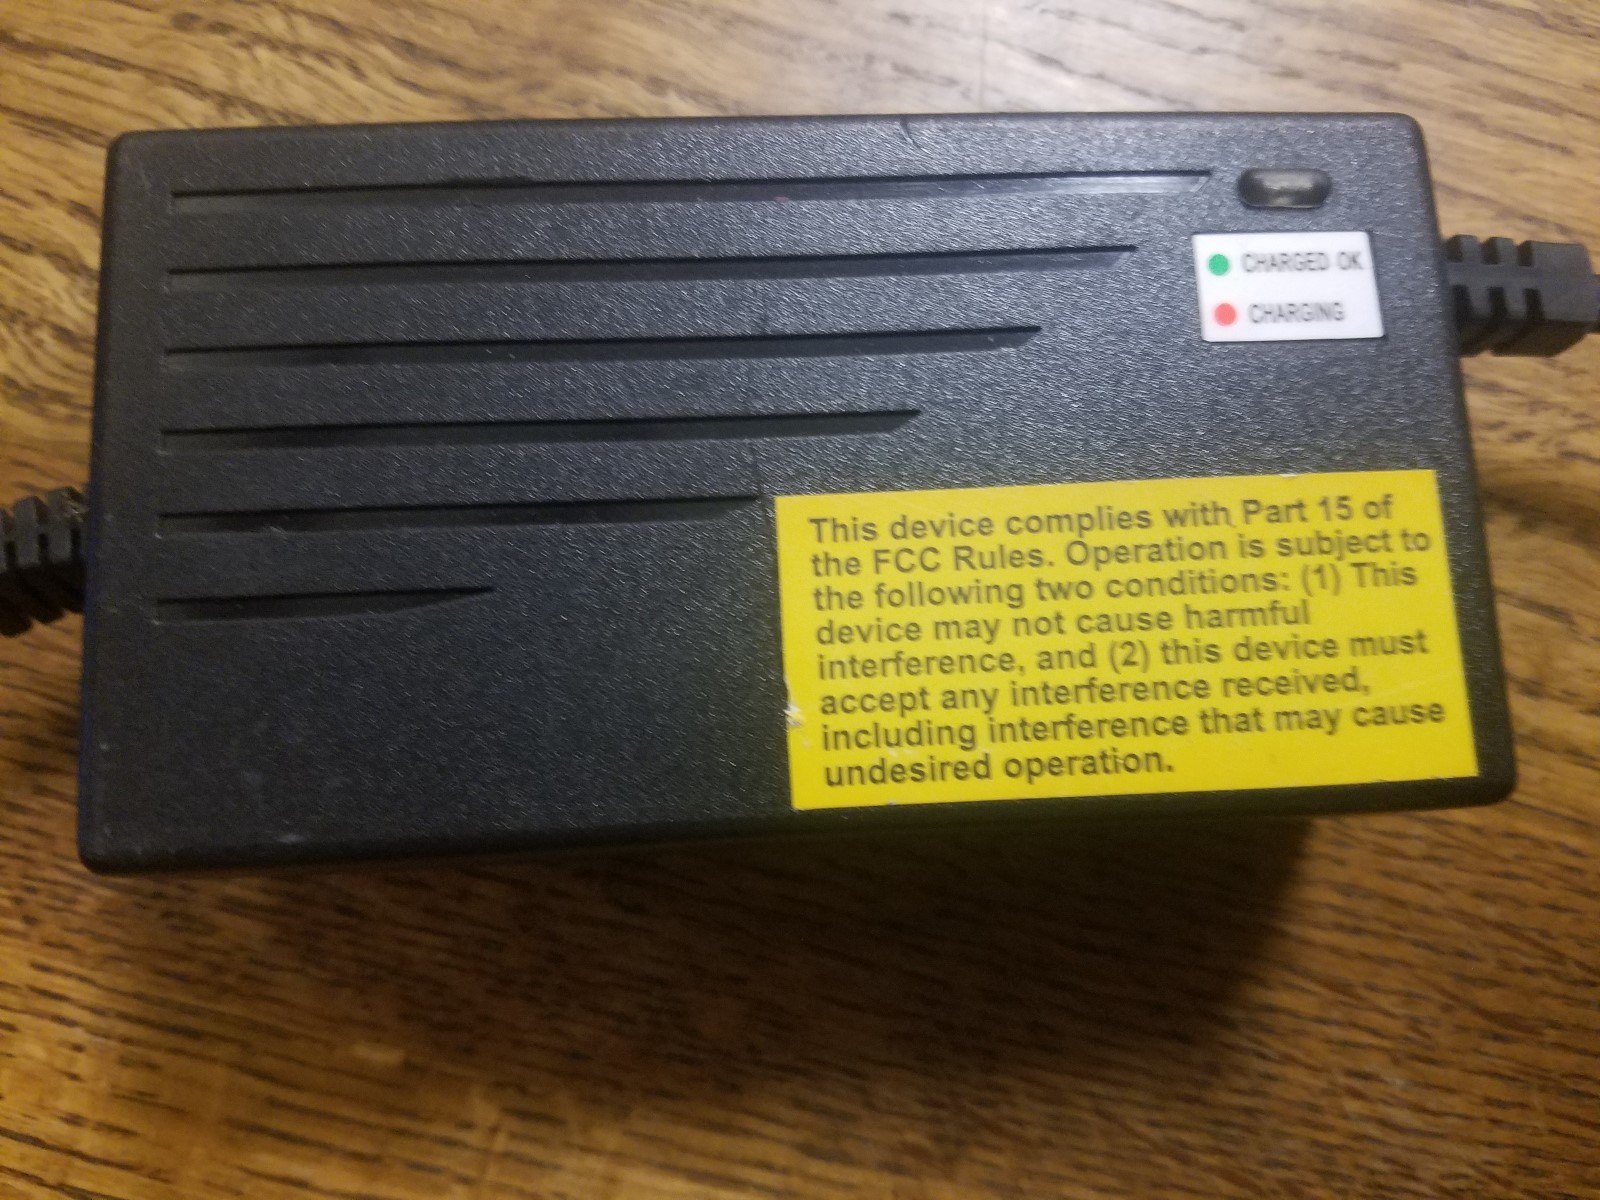 CHARGED OK
CHARGING
This device complies with Part 15 of
the FCC Rules. Operation is subject to
the following two conditions: (1) This
device may not cause harmful
interference, and (2) this device must
accept any interference received,
including interference that may cause
undesired operation.